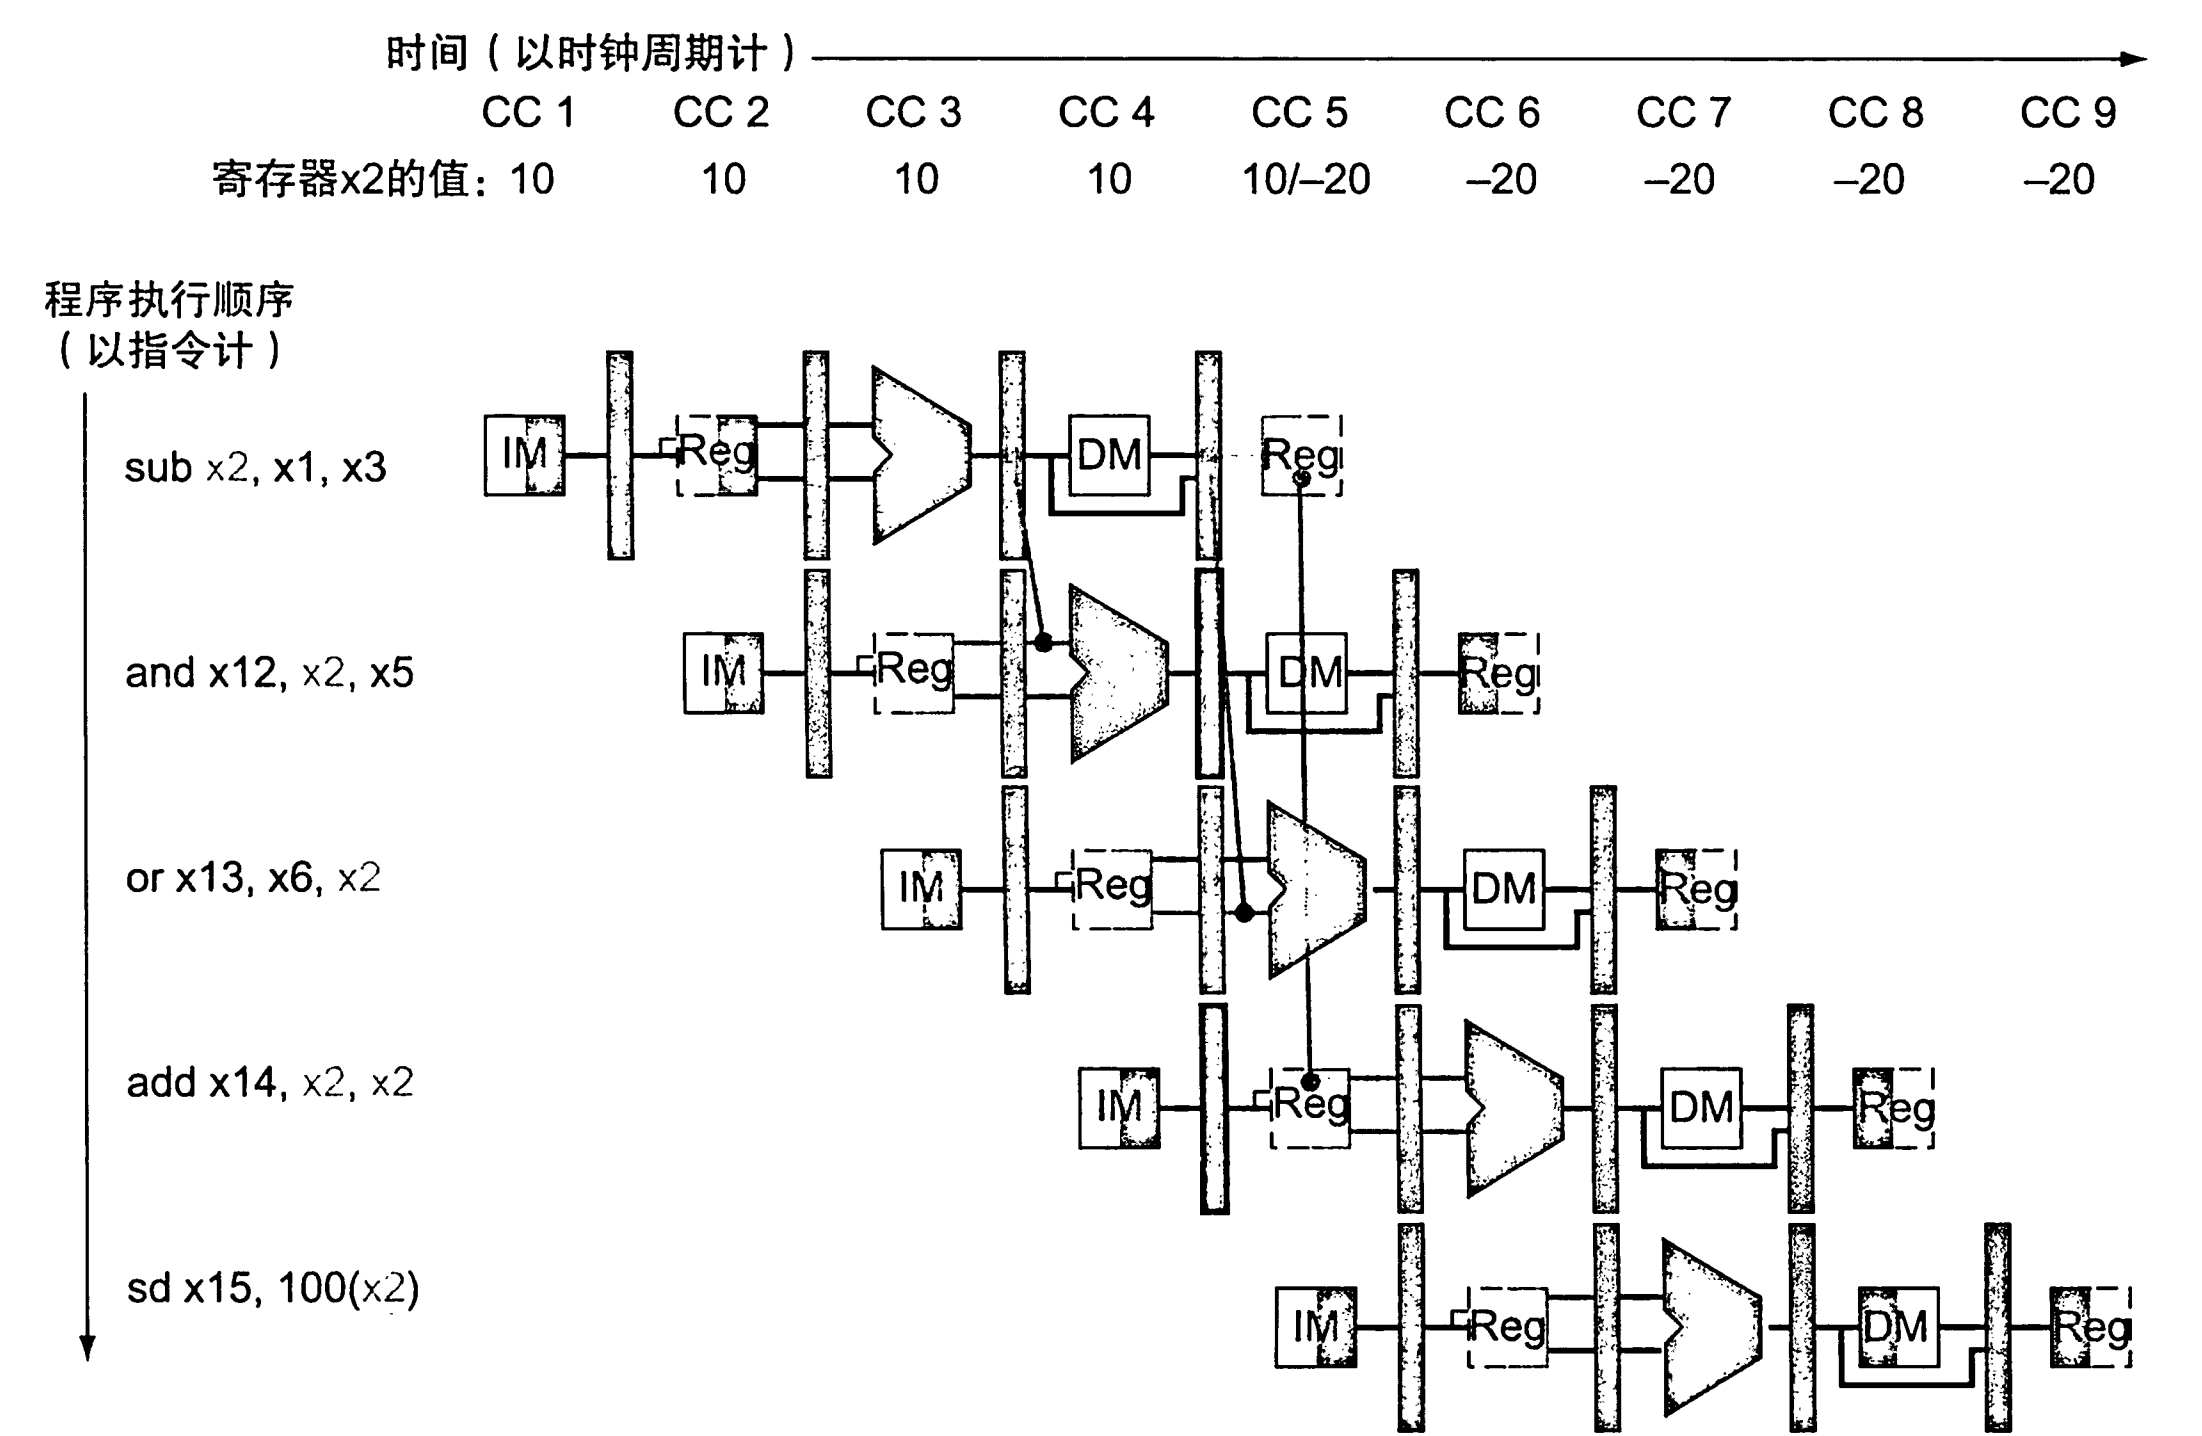 时间（以时钟周期计）
CC 1 CC 2 CC 3 CC 4 CC 5 CC 6 CC 7 CC 8 CC 9
寄存器x2的值： 10 10 10 10 10/–20 –20 –20 –20 –20
程序执行顺序
（以指令计）
sub x2, x1, x3
IM Reg DM Reg
and x12, x2, x5
IM Reg DM Reg
or x13, x6, x2
IM Reg DM Reg
add x14, x2, x2
IM Reg DM Reg
sd x15, 100(x2)
IM Reg DM Reg